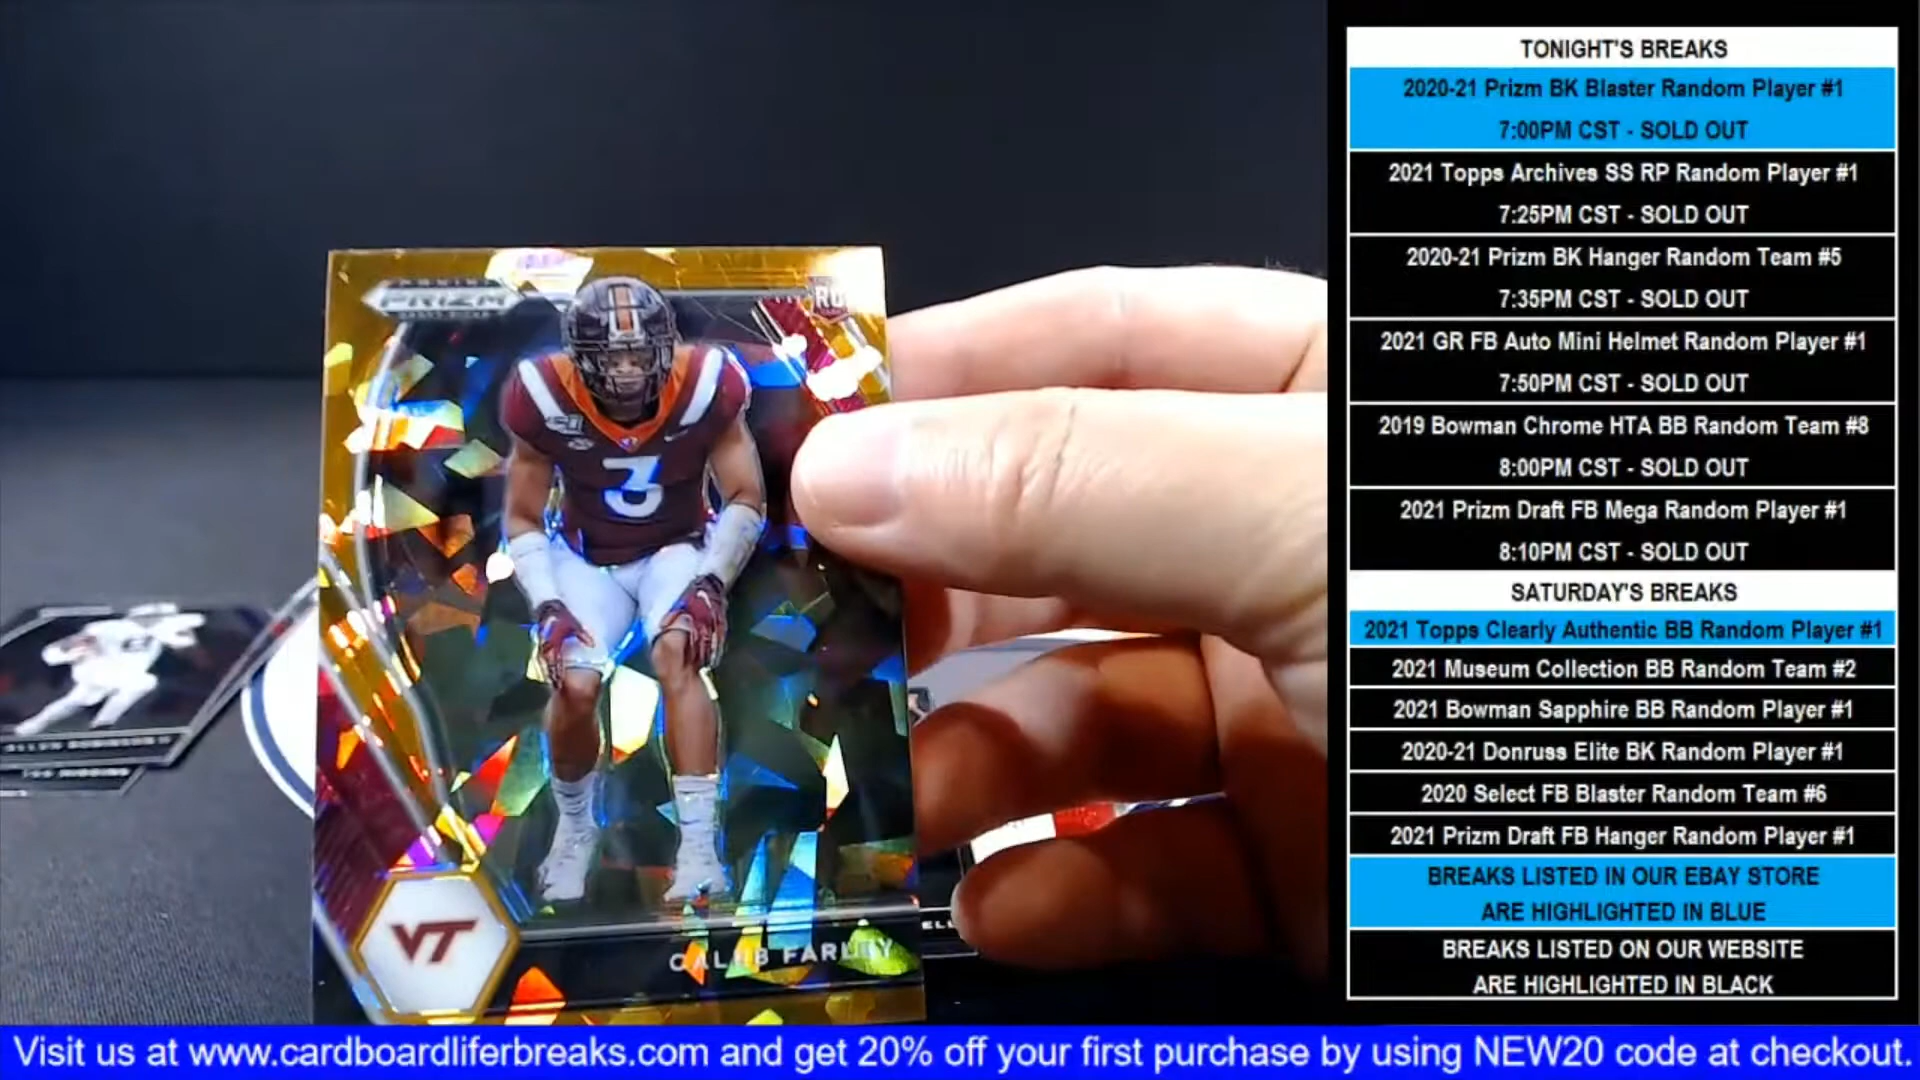 PANINI
PRIZM
DRAFT PICKS
RC
3
VT
CALEB FARLEY
ALLEN ROBINSON II
TEE HIGGINS
ELL
TONIGHT'S BREAKS
2020-21 Prizm BK Blaster Random Player #1
7:00PM CST - SOLD OUT
2021 Topps Archives SS RP Random Player #1
7:25PM CST - SOLD OUT
2020-21 Prizm BK Hanger Random Team #5
7:35PM CST - SOLD OUT
2021 GR FB Auto Mini Helmet Random Player #1
7:50PM CST - SOLD OUT
2019 Bowman Chrome HTA BB Random Team #8
8:00PM CST - SOLD OUT
2021 Prizm Draft FB Mega Random Player #1
8:10PM CST - SOLD OUT
SATURDAY'S BREAKS
2021 Topps Clearly Authentic BB Random Player #1
2021 Museum Collection BB Random Team #2
2021 Bowman Sapphire BB Random Player #1
2020-21 Donruss Elite BK Random Player #1
2020 Select FB Blaster Random Team #6
2021 Prizm Draft FB Hanger Random Player #1
BREAKS LISTED IN OUR EBAY STORE
ARE HIGHLIGHTED IN BLUE
BREAKS LISTED ON OUR WEBSITE
ARE HIGHLIGHTED IN BLACK
Visit us at www.cardboardliferbreaks.com and get 20% off your first purchase by using NEW20 code at checkout.